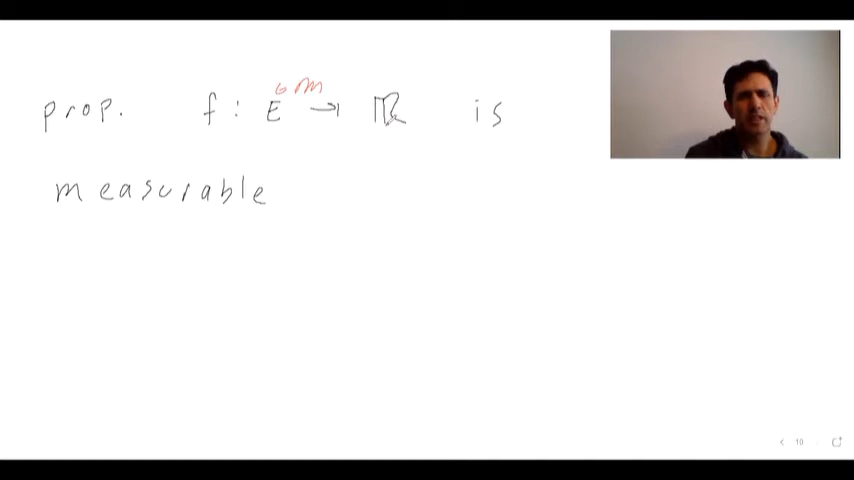 ∈ m
prop. f : E → ℝ is
measurable
10